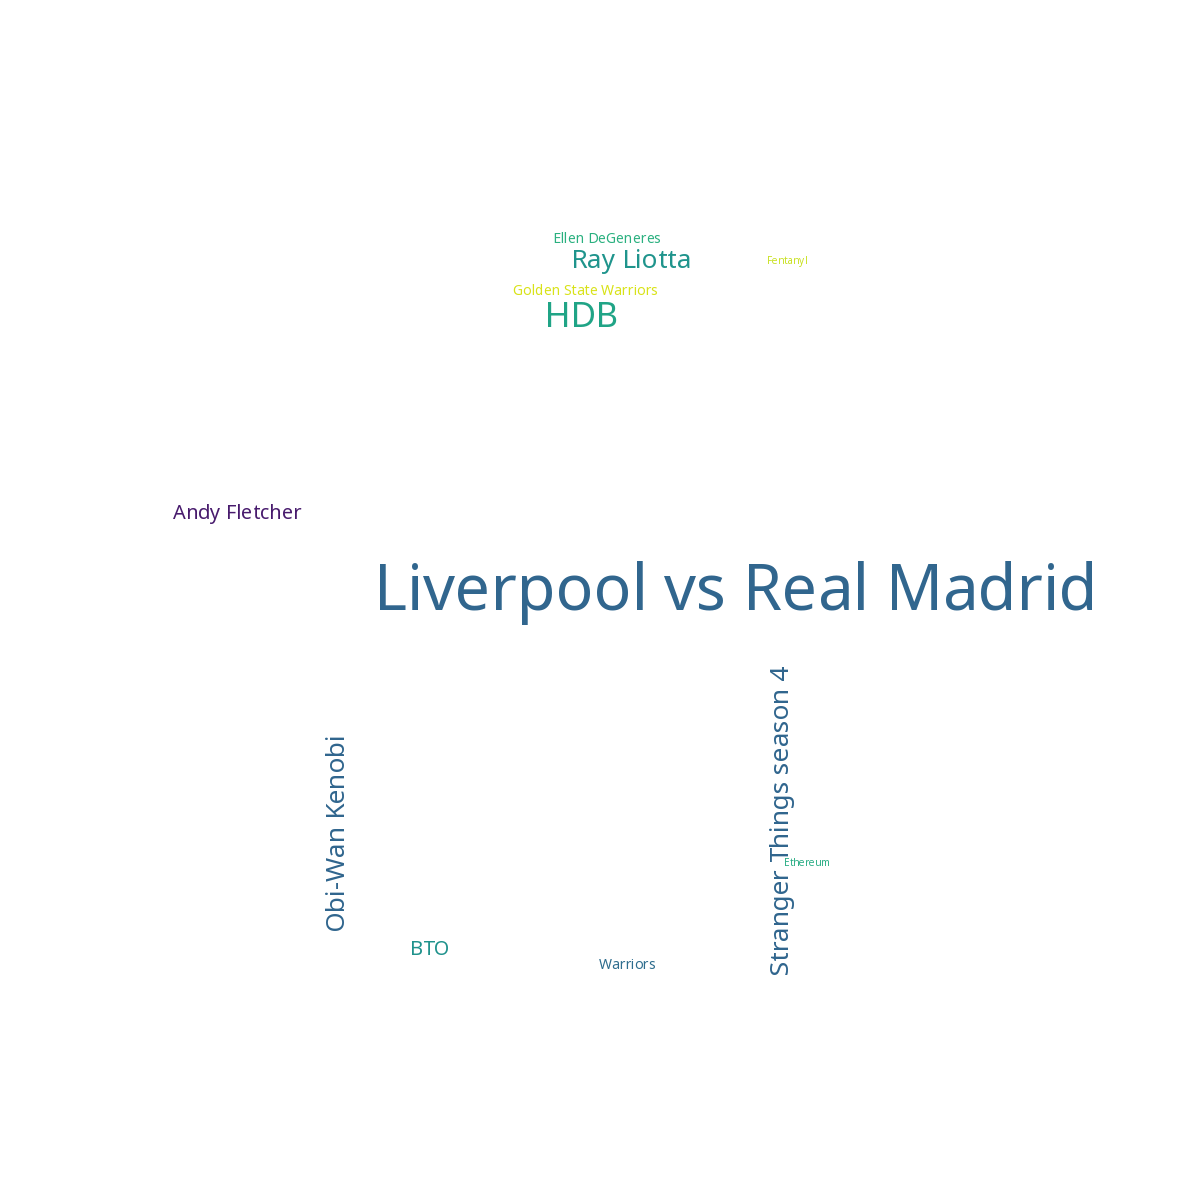 Ellen DeGeneres
Ray Liotta
Fentanyl
Golden State Warriors
HDB
Andy Fletcher
Liverpool vs Real Madrid
Stranger Things season 4
Obi-Wan Kenobi
Ethereum
BTO
Warriors